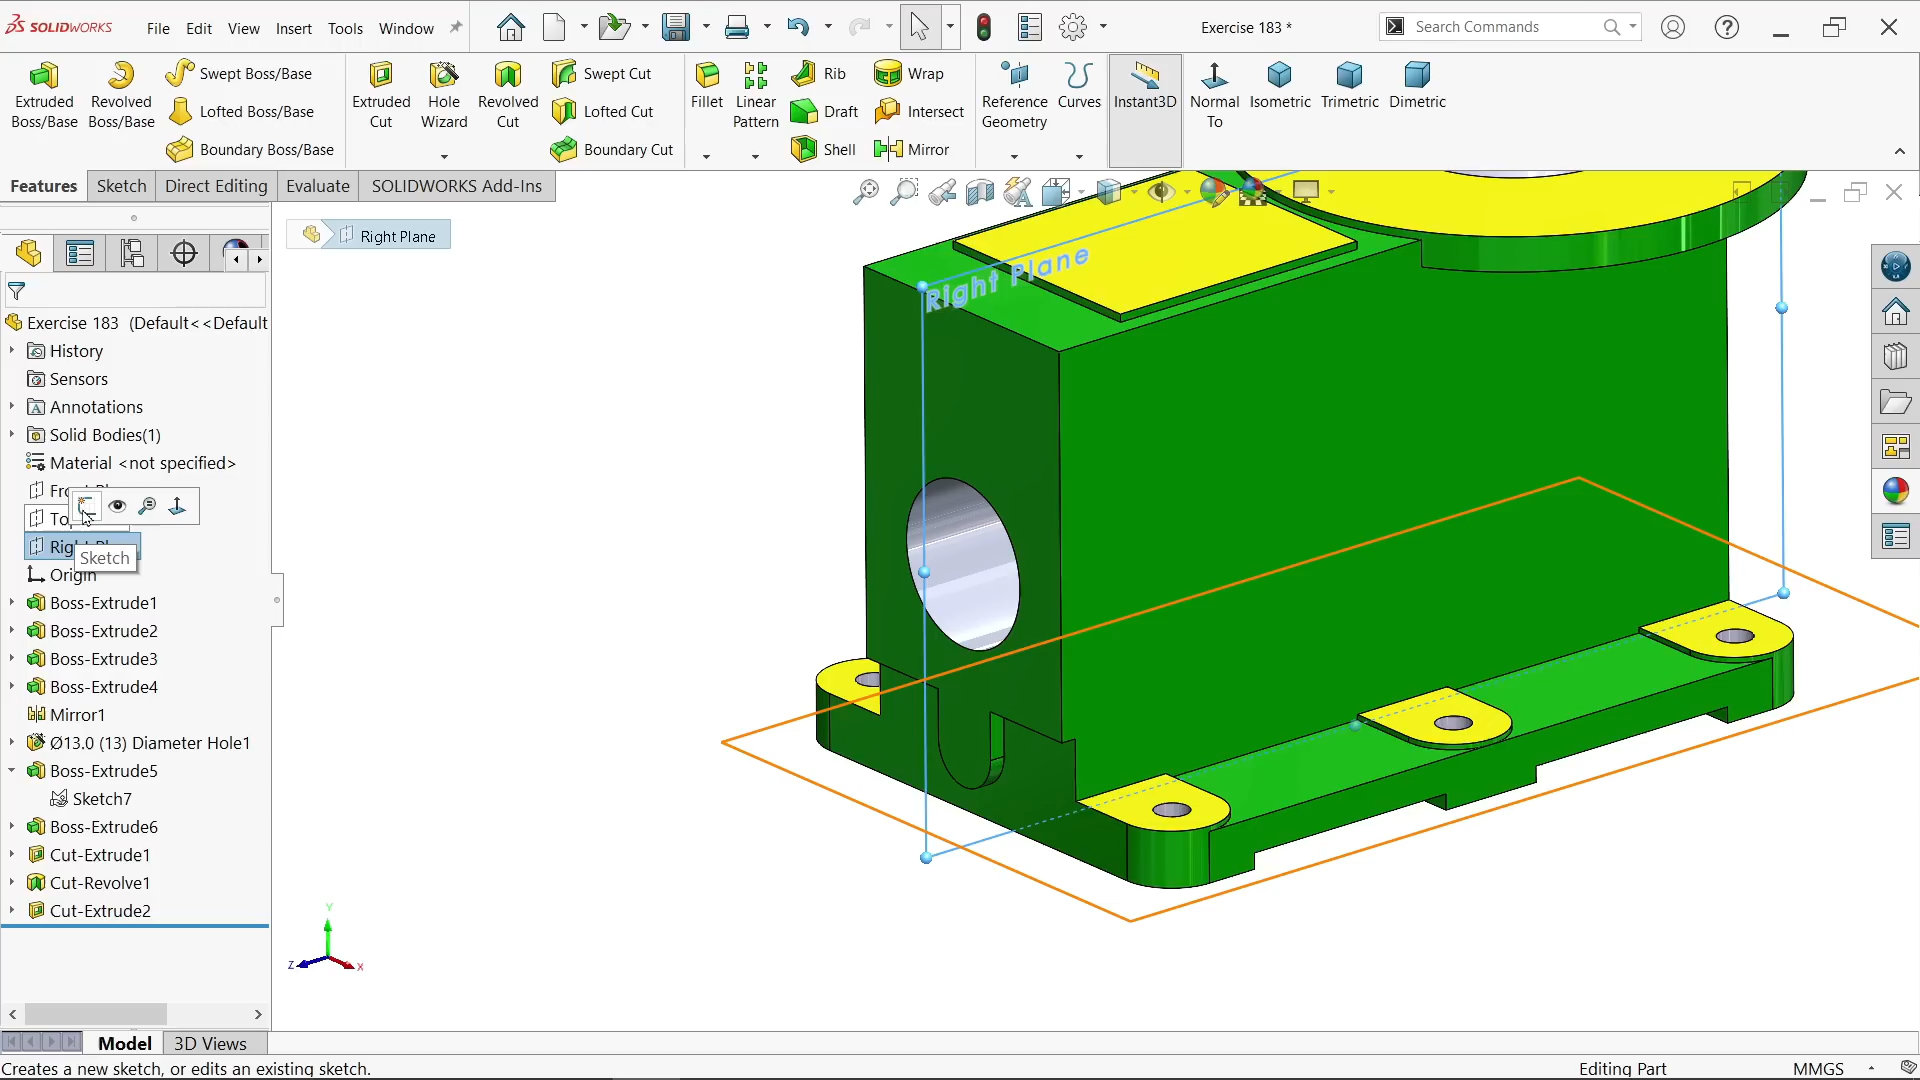 SOLIDWORKS
File Edit View Insert Tools Window
Exercise 183 *
Search Commands
Extruded Boss/Base
Revolved Boss/Base
Swept Boss/Base
Lofted Boss/Base
Boundary Boss/Base
Extruded Cut
Hole Wizard
Revolved Cut
Swept Cut
Lofted Cut
Boundary Cut
Fillet
Linear Pattern
Rib
Draft
Shell
Wrap
Intersect
Mirror
Reference Geometry
Curves
Instant3D
Normal To
Isometric
Trimetric
Dimetric
Features Sketch Direct Editing Evaluate SOLIDWORKS Add-Ins
Right Plane
Right Plane
Exercise 183 (Default<<Default
History
Sensors
Annotations
Solid Bodies(1)
Material <not specified>
Sketch
Origin
Boss-Extrude1
Boss-Extrude2
Boss-Extrude3
Boss-Extrude4
Mirror1
Ø13.0 (13) Diameter Hole1
Boss-Extrude5
Sketch7
Boss-Extrude6
Cut-Extrude1
Cut-Revolve1
Cut-Extrude2
Y
Z
X
Model 3D Views
Creates a new sketch, or edits an existing sketch.
Editing Part
MMGS